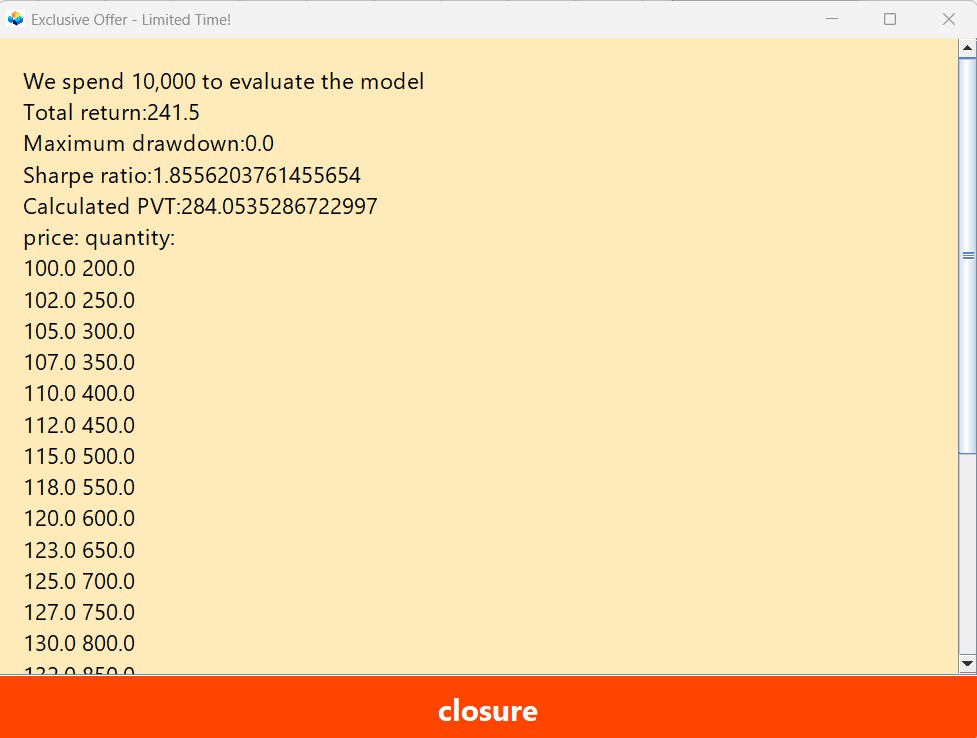 Exclusive Offer - Limited Time!
We spend 10,000 to evaluate the model
Total return:241.5
Maximum drawdown:0.0
Sharpe ratio:1.8556203761455654
Calculated PVT:284.0535286722997
price: quantity:
100.0 200.0
102.0 250.0
105.0 300.0
107.0 350.0
110.0 400.0
112.0 450.0
115.0 500.0
118.0 550.0
120.0 600.0
123.0 650.0
125.0 700.0
127.0 750.0
130.0 800.0
132.0 850.0
closure